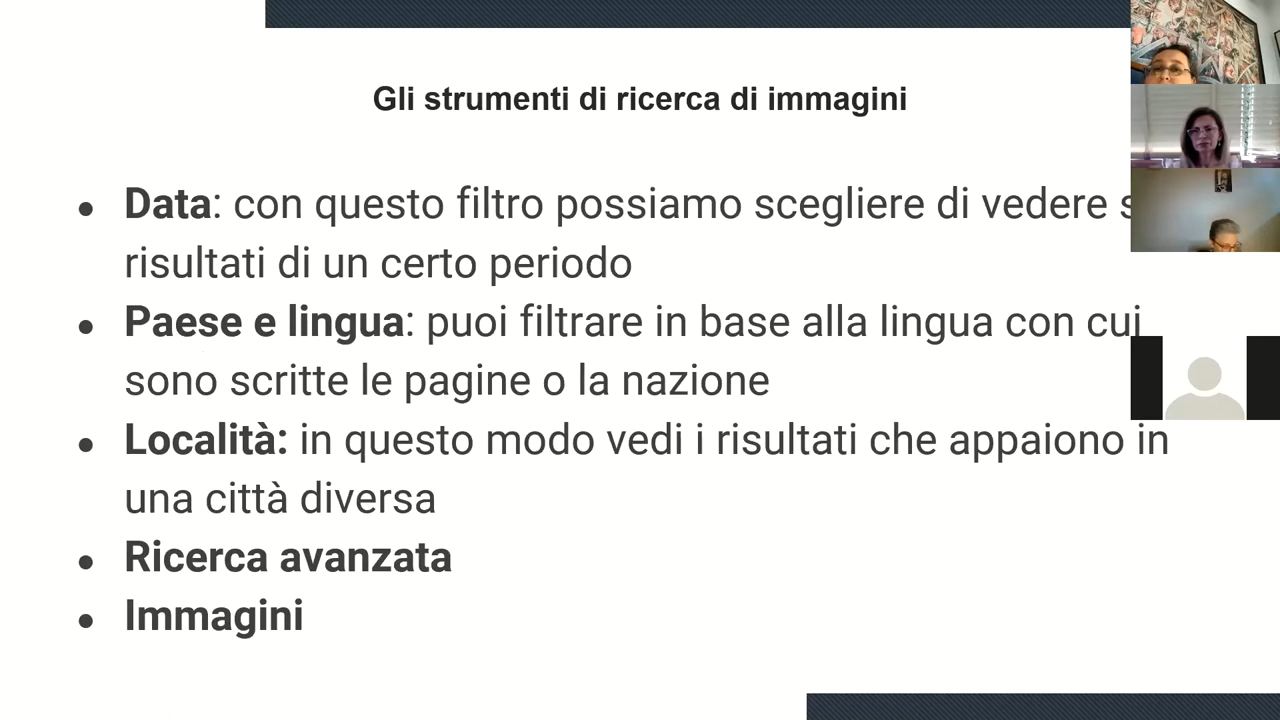 Gli strumenti di ricerca di immagini
● Data: con questo filtro possiamo scegliere di vedere
risultati di un certo periodo
● Paese e lingua: puoi filtrare in base alla lingua con cui
sono scritte le pagine o la nazione
● Località: in questo modo vedi i risultati che appaiono in
una città diversa
● Ricerca avanzata
● Immagini